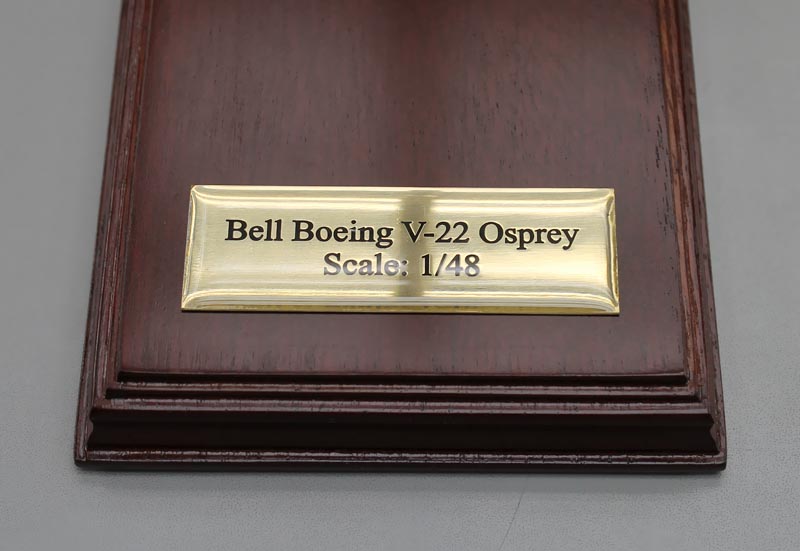 Bell Boeing V-22 Osprey
Scale: 1/48